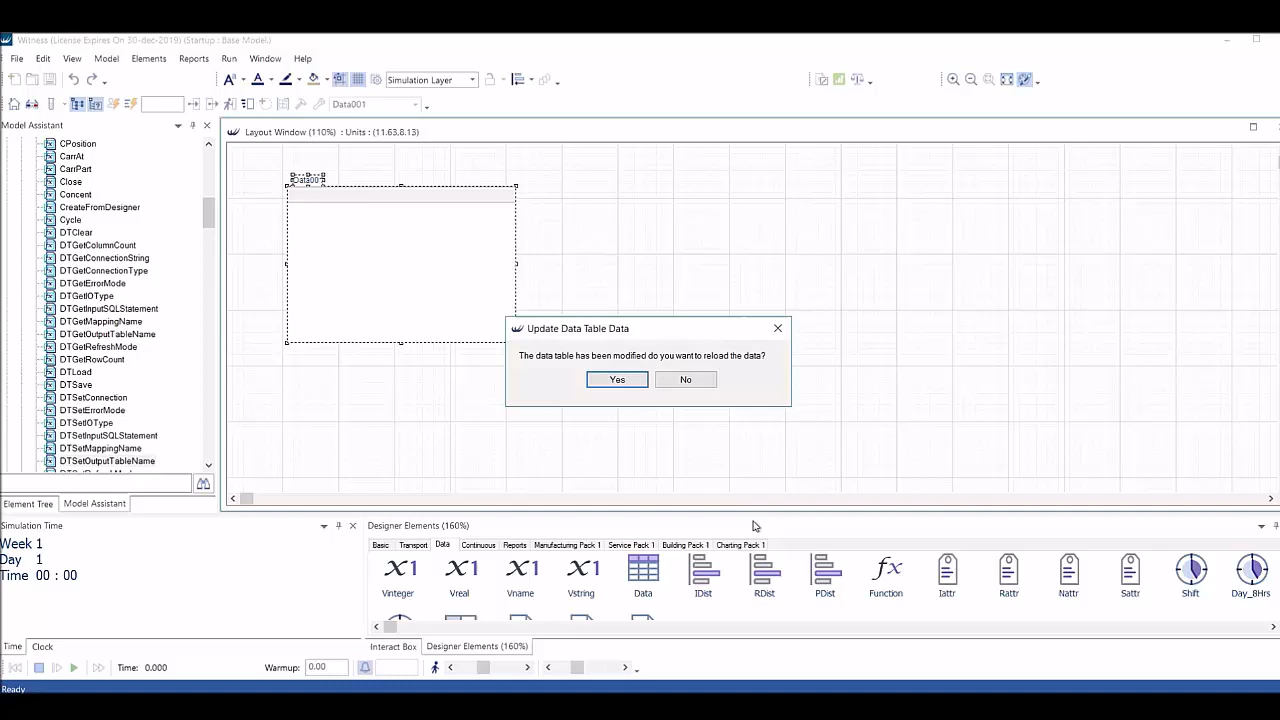 Witness (License Expires On 30-dec-2019) (Startup : Base Model.)
File Edit View Model Elements Reports Run Window Help
Simulation Layer
Data001
Model Assistant
Layout Window (110%) : Units : (11.63,8.13)
CPosition
CarrAt
CarrPart
Close
Concent
CreateFromDesigner
Cycle
DTClear
DTGetColumnCount
DTGetConnectionString
DTGetConnectionType
DTGetErrorMode
DTGetIOType
DTGetInputSQLStatement
DTGetMappingName
DTGetOutputTableName
DTGetRefreshMode
DTGetRowCount
DTLoad
DTSave
DTSetConnection
DTSetErrorMode
DTSetIOType
DTSetInputSQLStatement
DTSetMappingName
DTSetOutputTableName
Update Data Table Data
The data table has been modified do you want to reload the data?
Yes No
Element Tree Model Assistant
Simulation Time
Week 1
Day 1
Time 00 : 00
Designer Elements (160%)
Basic Transport Data Continuous Reports Manufacturing Pack 1 Service Pack 1 Building Pack 1 Charting Pack 1
Vinteger Vreal Vname Vstring Data IDist RDist PDist Function Iattr Rattr Nattr Sattr Shift Day_8Hrs
Time Clock
Interact Box Designer Elements (160%)
Time: 0.000 Warmup: 0.00
Ready